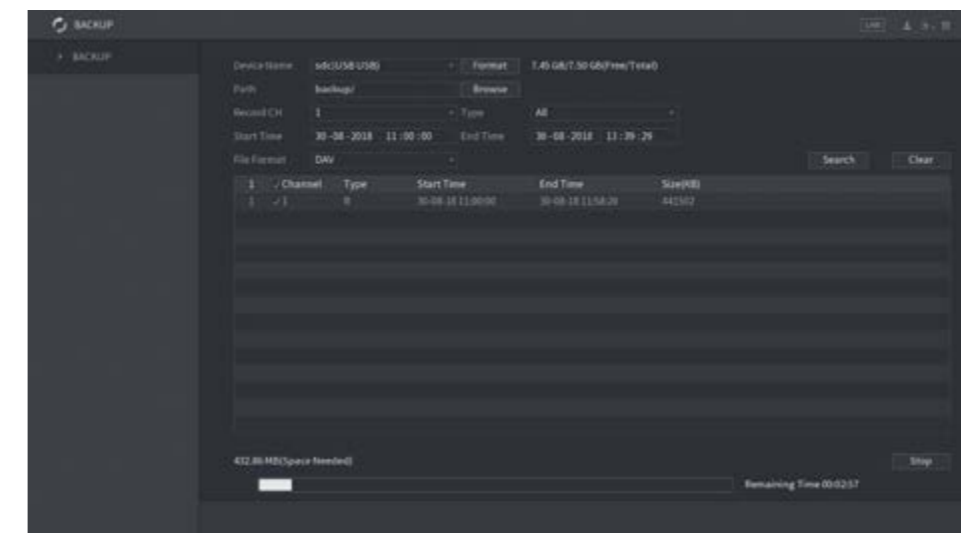 BACKUP
LIVE
BACKUP
Device Name sdc(USB USB) Format 7.45 GB/7.50 GB(Free/Total)
Path backup/ Browse
Record CH 1 Type All
Start Time 30-08-2018 11:00:00 End Time 30-08-2018 13:39:29
File Format DAV Search Clear
1 Channel Type Start Time End Time Size(KB)
1 1 R 30-08-18 11:00:00 30-08-18 11:58:29 441502
432.86 MB(Space Needed) Stop
Remaining Time 00:02:57